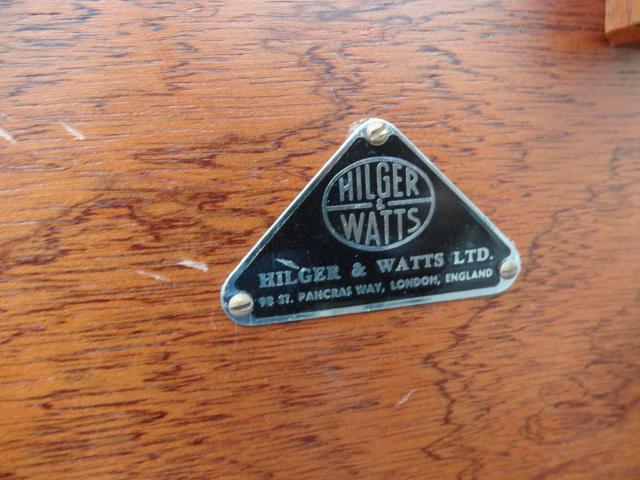 HILGER
&
WATTS
HILGER & WATTS LTD.
98 ST. PANCRAS WAY, LONDON, ENGLAND